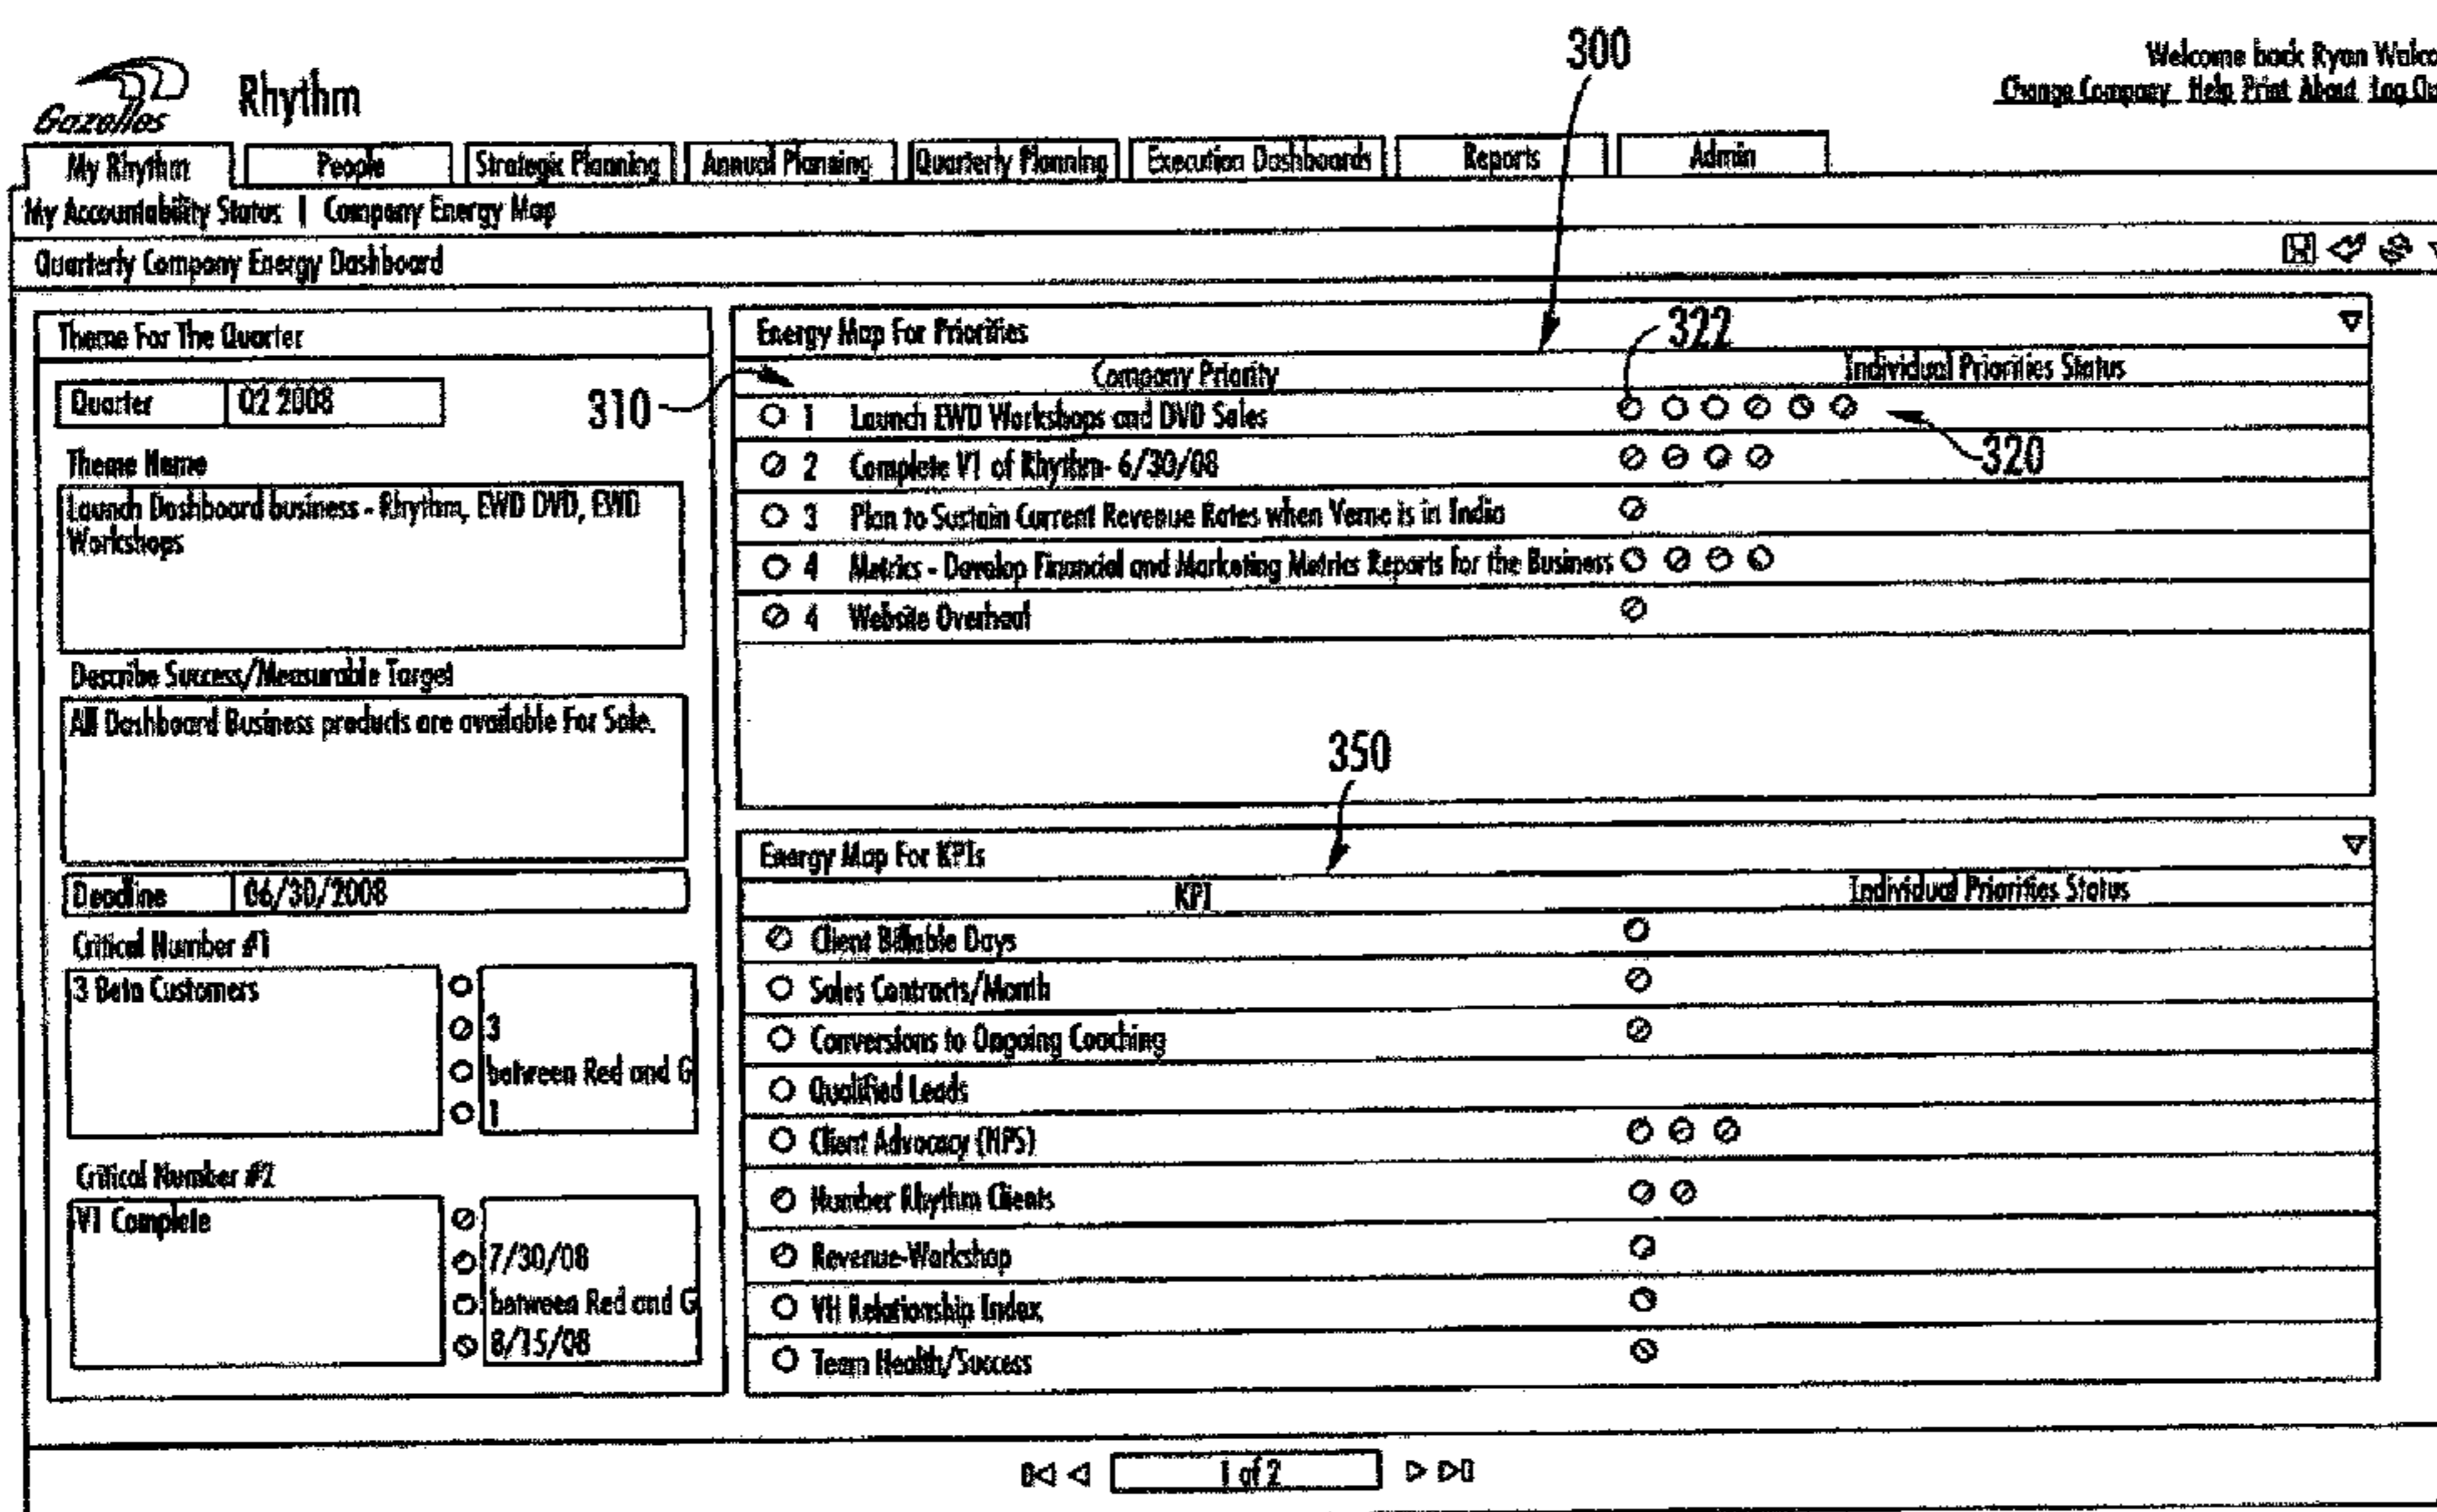 300
Welcome back Ryan
Change Company Help Print About Log
Gazelles
Rhythm
My Rhythm People Strategic Planning Annual Planning Quarterly Planning Execution Dashboards Reports Admin
My Accountability Status | Company Energy Map
Quarterly Company Energy Dashboard
Theme For The Quarter
Quarter Q2 2008
Theme Name
Launch Dashboard business - Rhythm, EWD DVD, EWD
Workshops
Describe Success/Measurable Target
All Dashboard Business products are available For Sale.
Deadline 06/30/2008
Critical Number #1
3 Beta Customers
3
between Red and G
1
Critical Number #2
V1 Complete
7/30/08
between Red and G
8/15/08
Energy Map For Priorities
322
Company Priority Individual Priorities Status
310
1 Launch EWD Workshops and DVD Sales
320
2 Complete V1 of Rhythm- 6/30/08
3 Plan to Sustain Current Revenue Rates when Verne is in India
4 Metrics - Develop Financial and Marketing Metrics Reports for the Business
4 Website Overhaul
350
Energy Map For KPIs
KPI Individual Priorities Status
Client Billable Days
Sales Contracts/Month
Conversions to Ongoing Coaching
Qualified Leads
Client Advocacy (NPS)
Number Rhythm Clients
Revenue-Workshop
VH Relationship Index
Team Health/Success
1 of 2